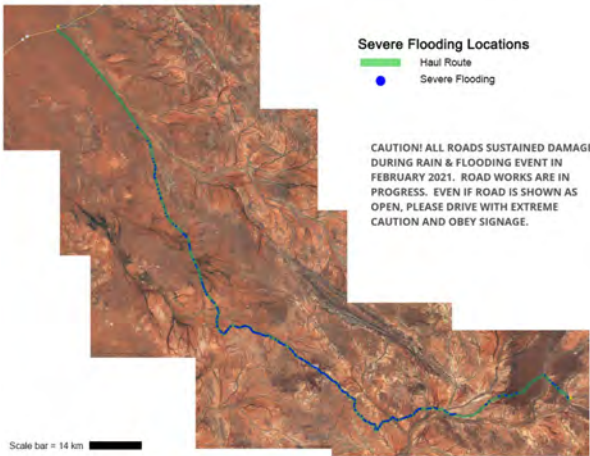 Severe Flooding Locations
Haul Route
Severe Flooding
CAUTION! ALL ROADS SUSTAINED DAMAGE
DURING RAIN & FLOODING EVENT IN
FEBRUARY 2021. ROAD WORKS ARE IN
PROGRESS. EVEN IF ROAD IS SHOWN AS
OPEN, PLEASE DRIVE WITH EXTREME
CAUTION AND OBEY SIGNAGE.
Scale bar = 14 km